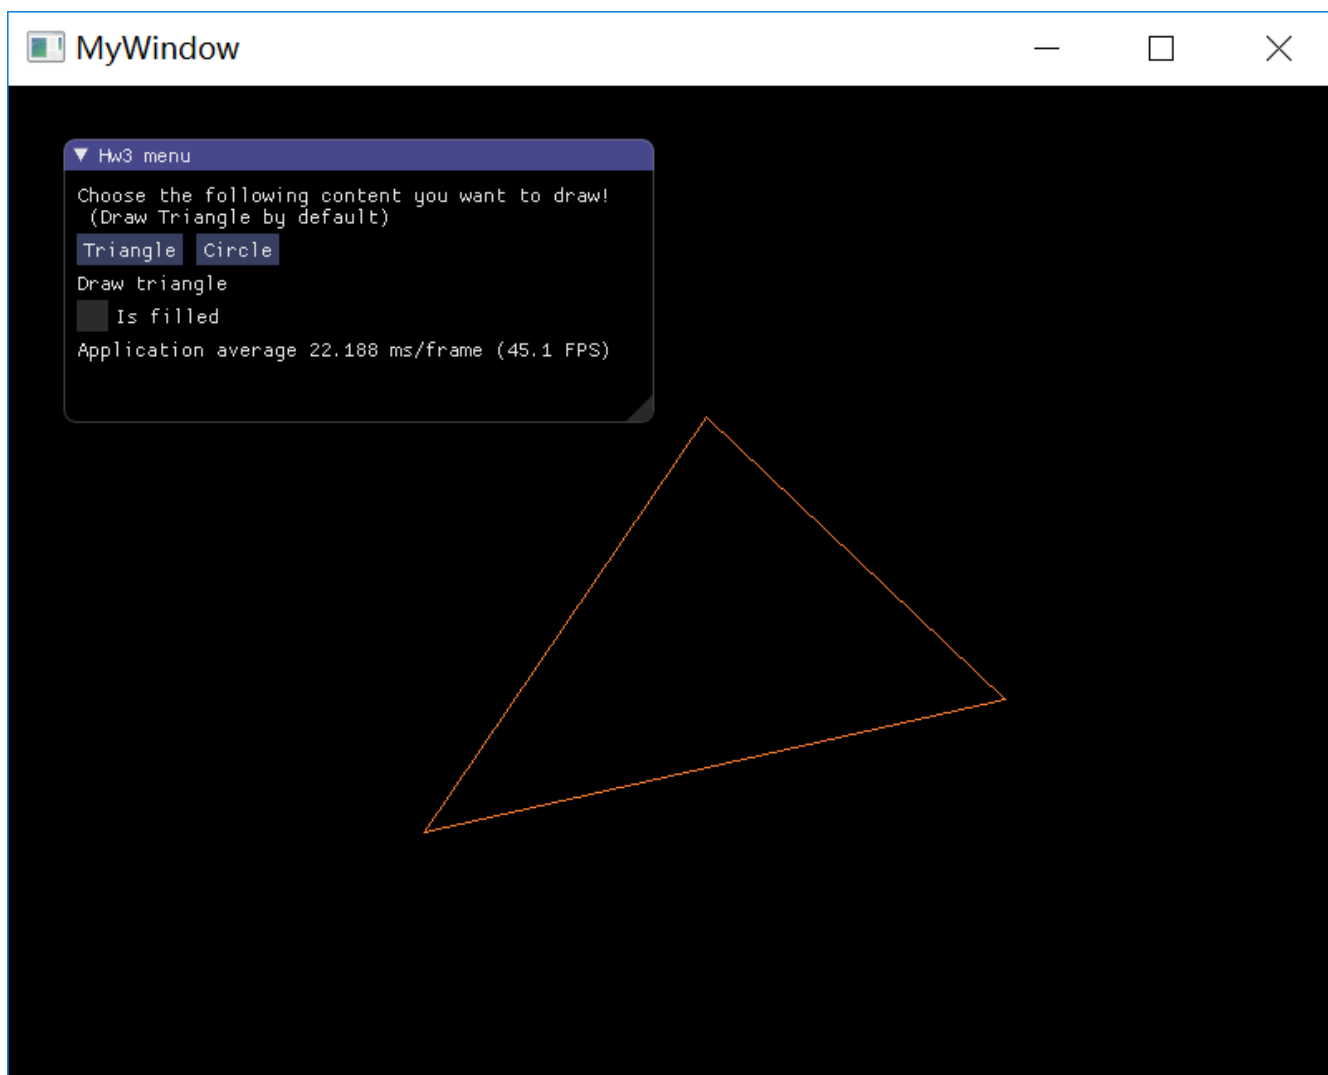 MyWindow
Hw3 menu
Choose the following content you want to draw!
(Draw Triangle by default)
Triangle Circle
Draw triangle
Is filled
Application average 22.188 ms/frame (45.1 FPS)